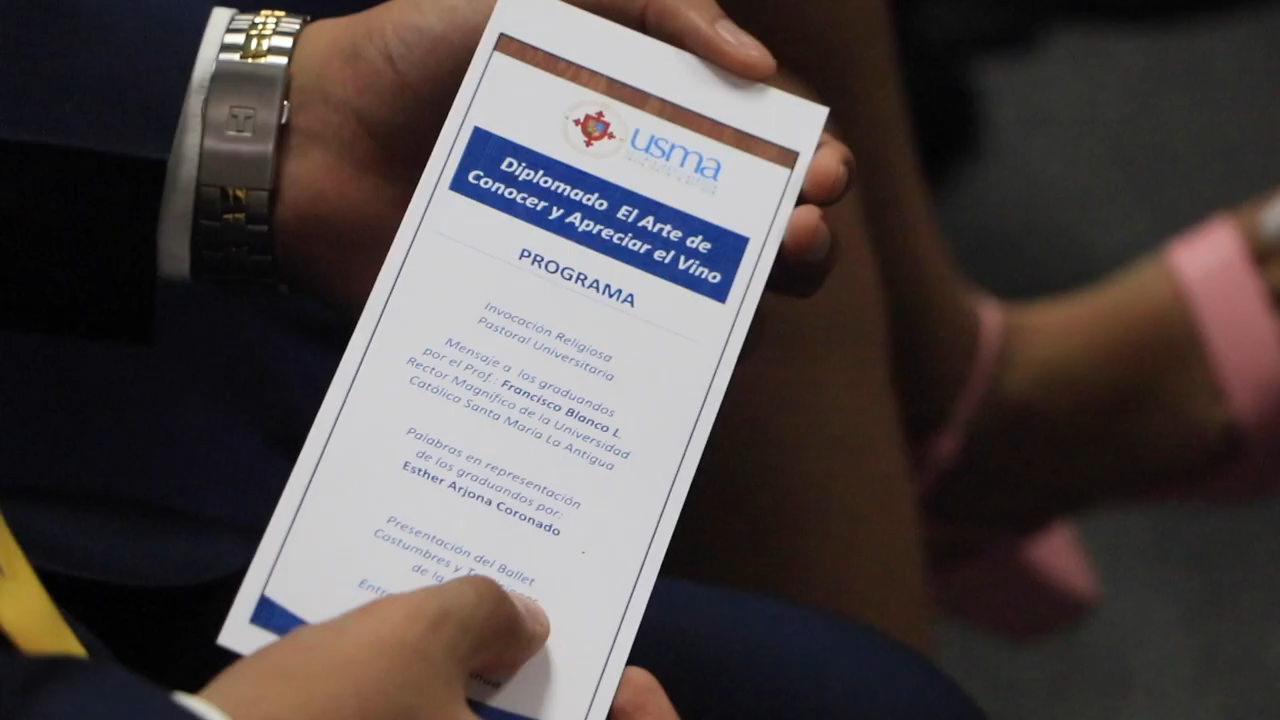 usma
Diplomado El Arte de
Conocer y Apreciar el Vino
PROGRAMA
Invocación Religiosa
Pastoral Universitaria
Mensaje a los graduandos
por el Prof.: Francisco Blanco L.
Rector Magnífico de la Universidad
Católica Santa María La Antigua
Palabras en representación
de los graduandos por:
Esther Arjona Coronado
Presentación del Ballet
Costumbres y
de la
T